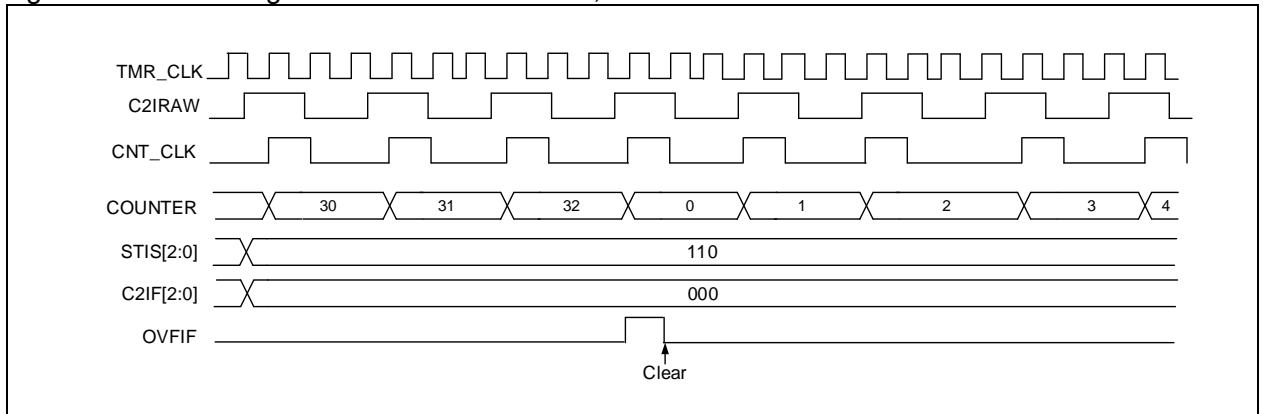 TMR_CLK
C2IRAW
CNT_CLK
COUNTER 30 31 32 0 1 2 3 4
STIS[2:0] 110
C2IF[2:0] 000
OVFIF
Clear